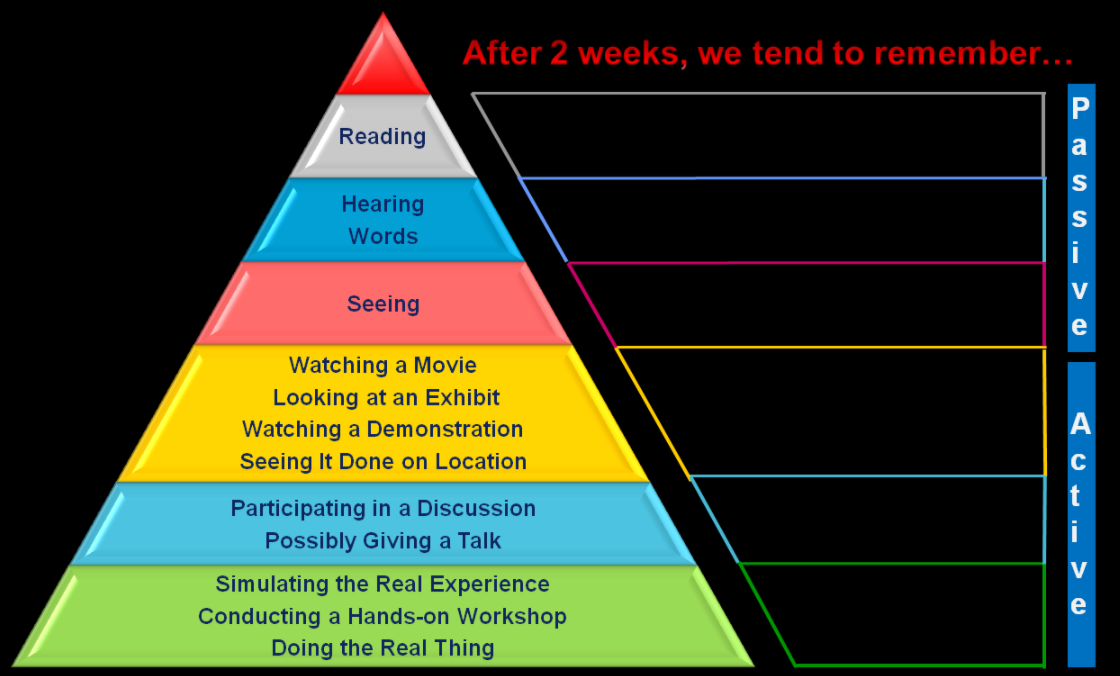 After 2 weeks, we tend to remember…
Reading
Hearing
Words
Seeing
Watching a Movie
Looking at an Exhibit
Watching a Demonstration
Seeing It Done on Location
Participating in a Discussion
Possibly Giving a Talk
Simulating the Real Experience
Conducting a Hands-on Workshop
Doing the Real Thing
Passive
Active